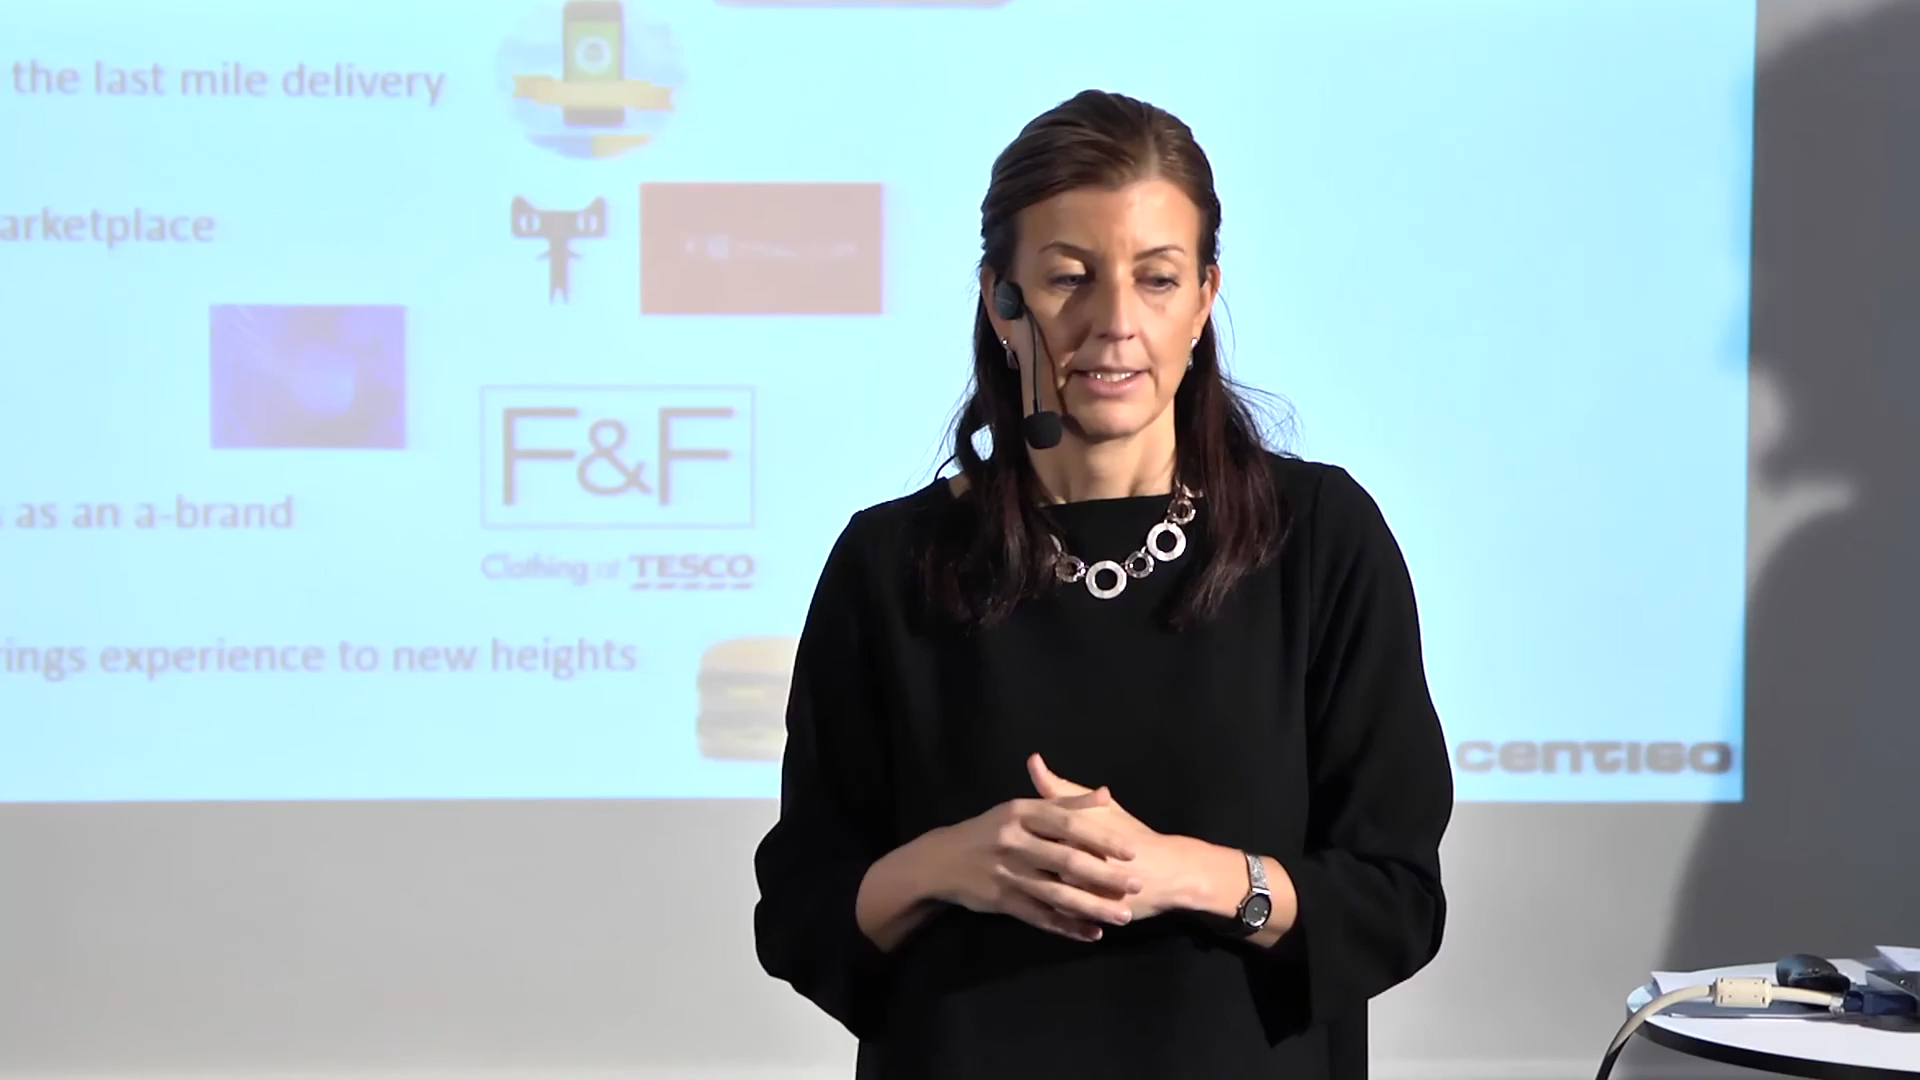 the last mile delivery
arketplace
F&F
as an a-brand
Clothing at TESCO
rings experience to new heights
centigo